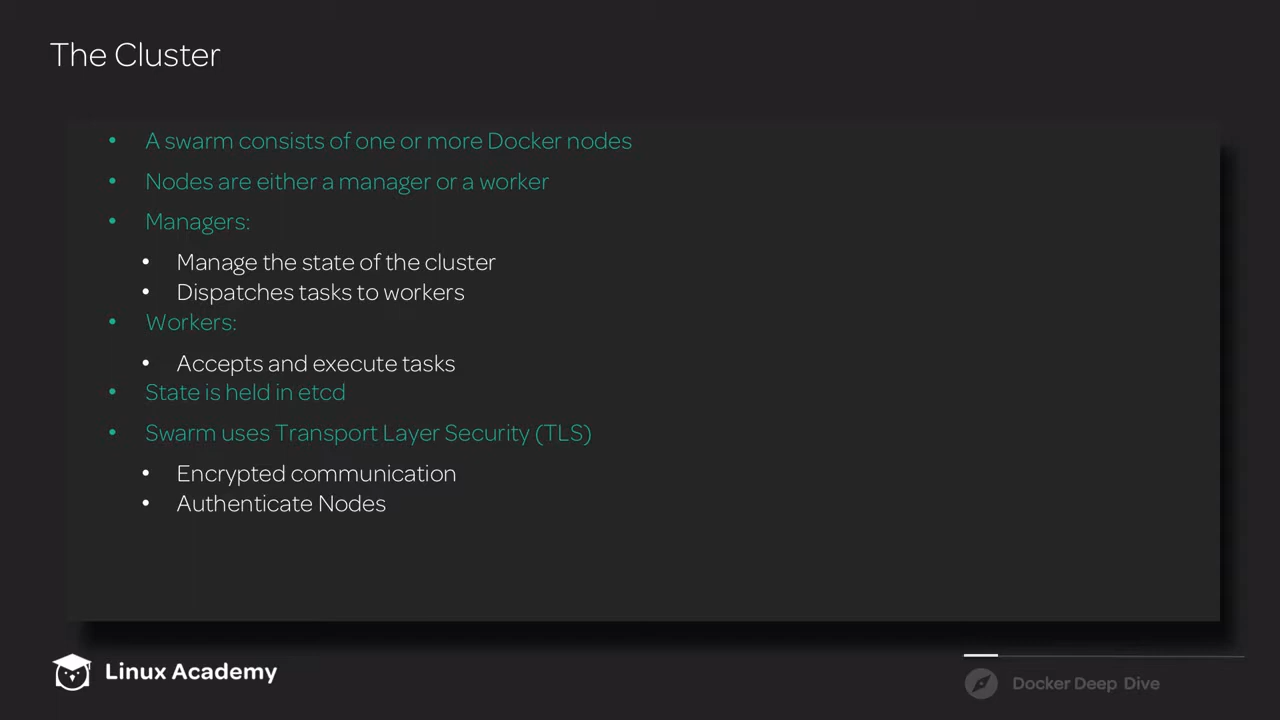 The Cluster
• A swarm consists of one or more Docker nodes
• Nodes are either a manager or a worker
• Managers:
• Manage the state of the cluster
• Dispatches tasks to workers
• Workers:
• Accepts and execute tasks
• State is held in etcd
• Swarm uses Transport Layer Security (TLS)
• Encrypted communication
• Authenticate Nodes
Linux Academy
Docker Deep Dive